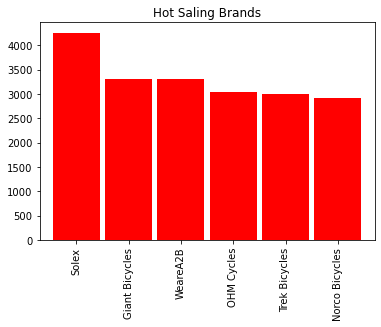 Hot Saling Brands
4000
3500
3000
2500
2000
1500
1000
500
0
Solex
Giant Bicycles
WeareA2B
OHM Cycles
Trek Bicycles
Norco Bicycles